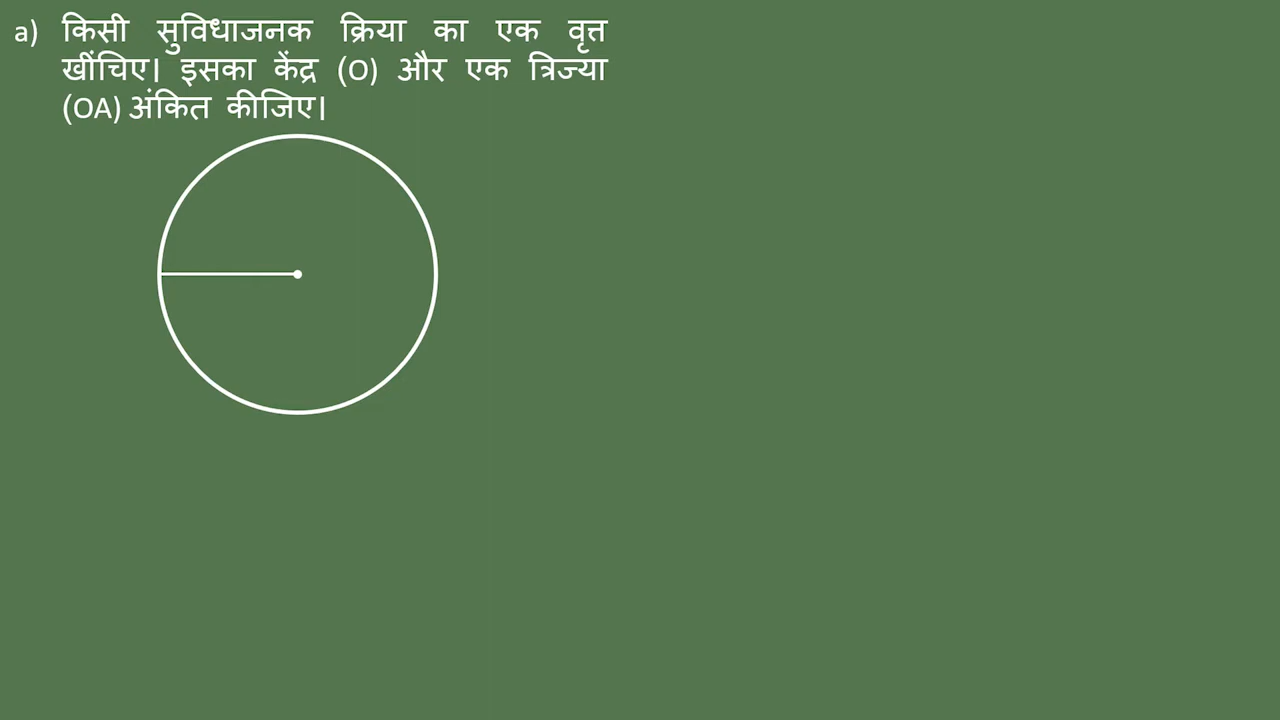 a) किसी सुविधाजनक क्रिया का एक वृत्त
खींचिए। इसका केंद्र (O) और एक त्रिज्या
(OA) अंकित कीजिए।